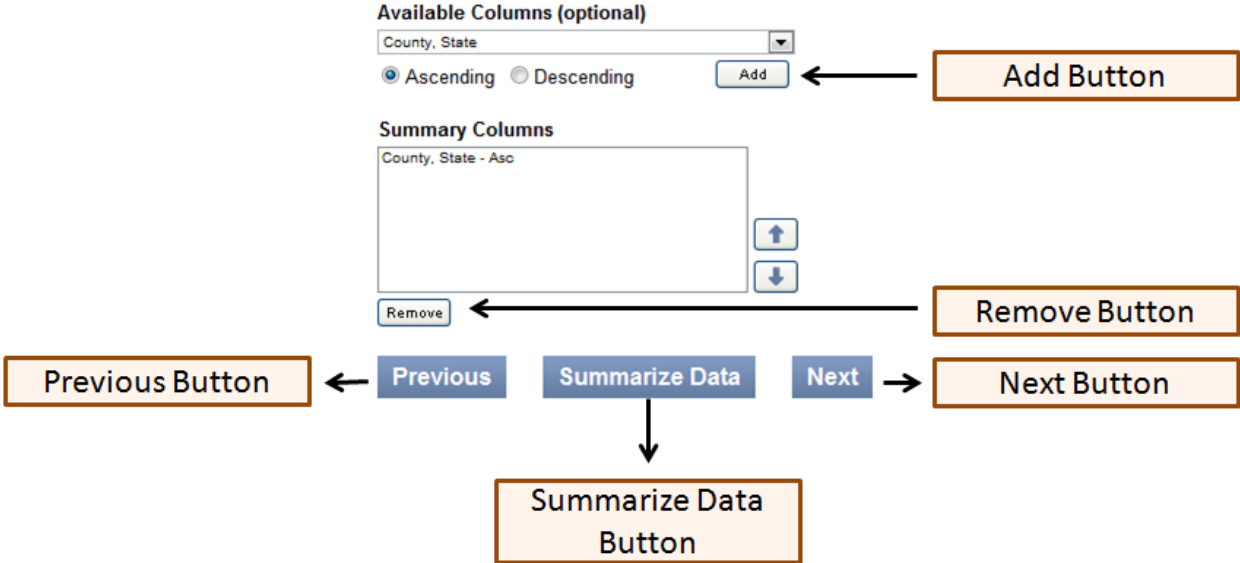 Available Columns (optional)
County, State
Ascending Descending Add
Add Button
Summary Columns
County, State - Asc
Remove
Remove Button
Previous Button
Previous Summarize Data Next
Next Button
Summarize Data
Button